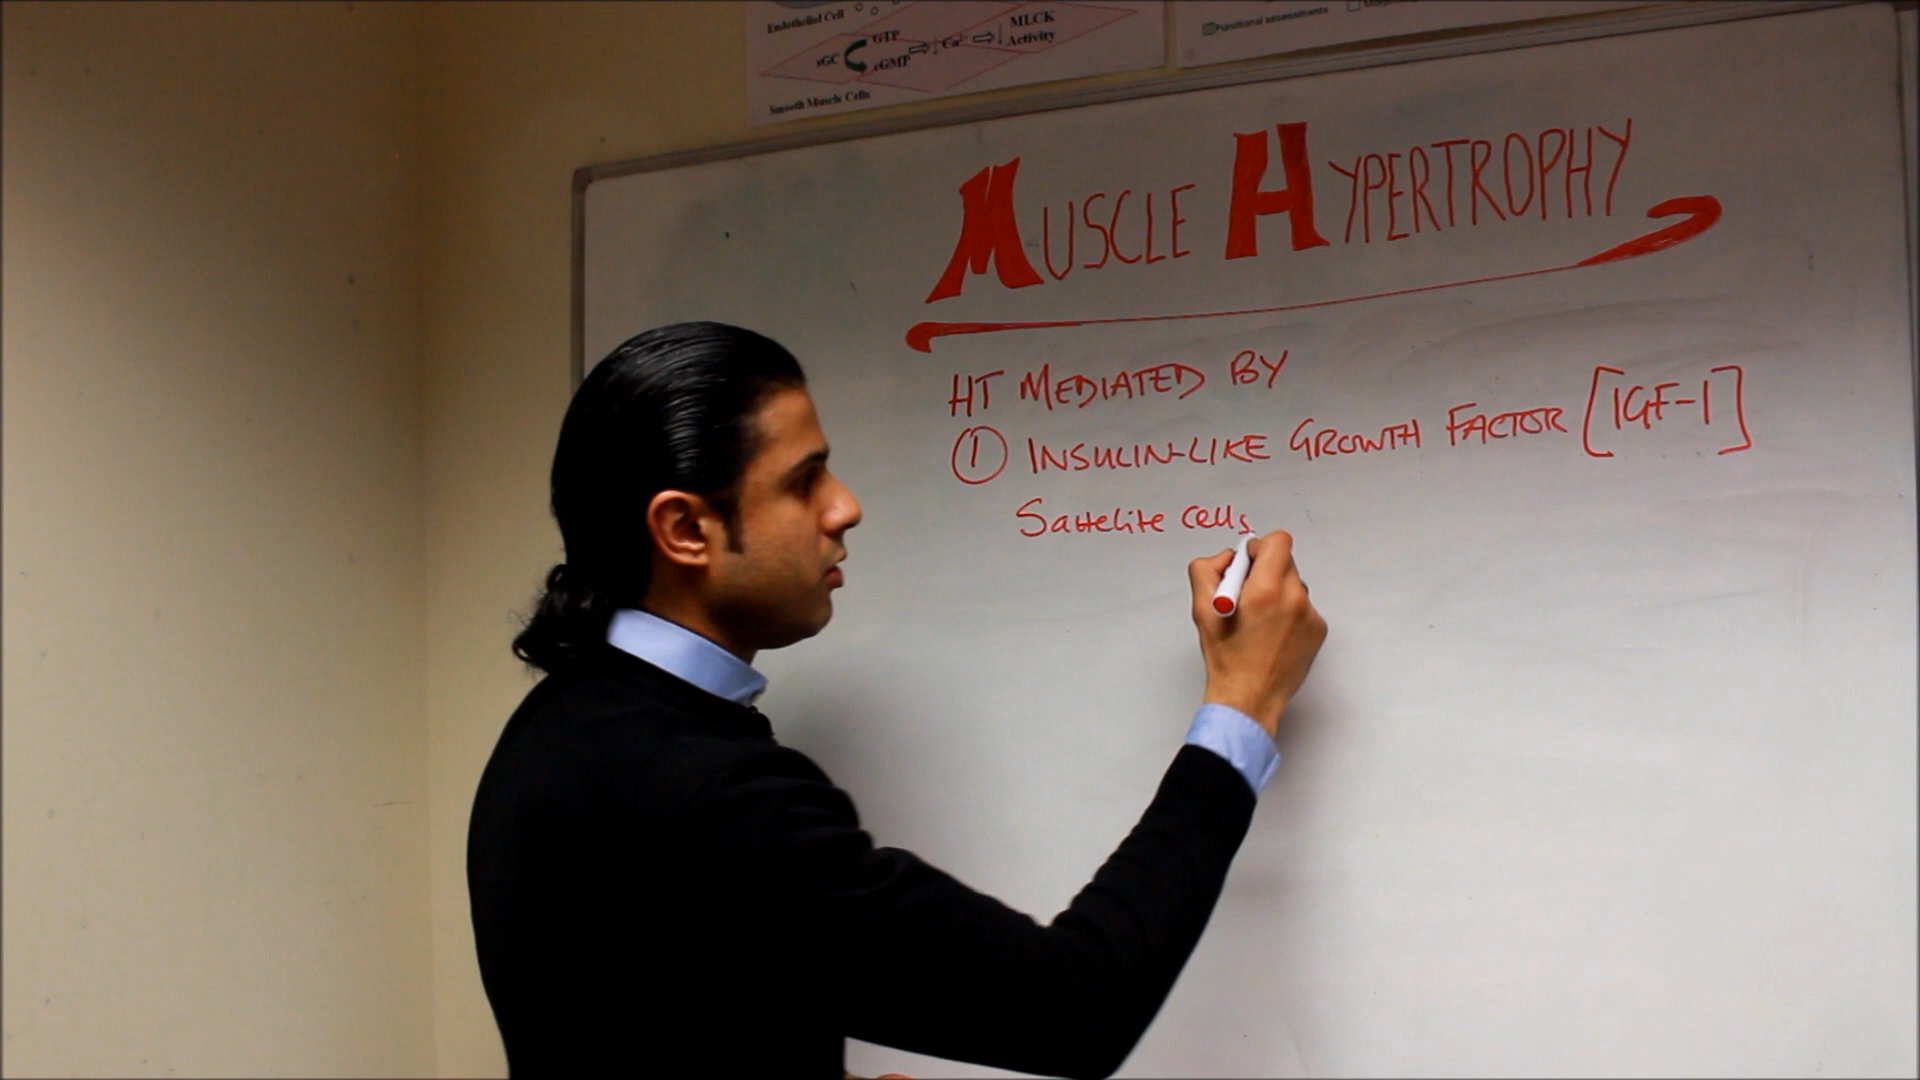 Endothelial Cell
GTP
sGC
cGMP
Ca²⁺
MLCK
Activity
Smooth Muscle Cells
Functional assessments
MUSCLE HYPERTROPHY
HT MEDIATED BY
① INSULIN-LIKE GROWTH FACTOR [IGF-1]
Sattelite cells